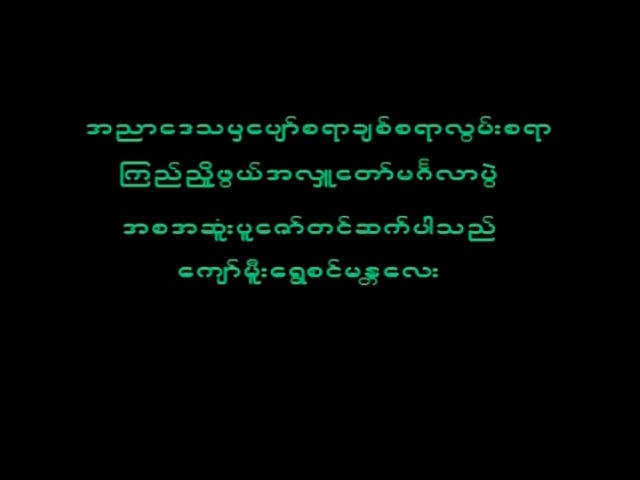 အညာဒေသမှပျော်စရာချစ်စရာလွမ်းစရာ
ကြည်ညိူဖွယ်အလှူတော်မင်္ဂလာပွဲ
အစအဆုံးပူဇော်တင်ဆက်ပါသည်
ကျော်မိူးရွှေစင်မန္တလေး